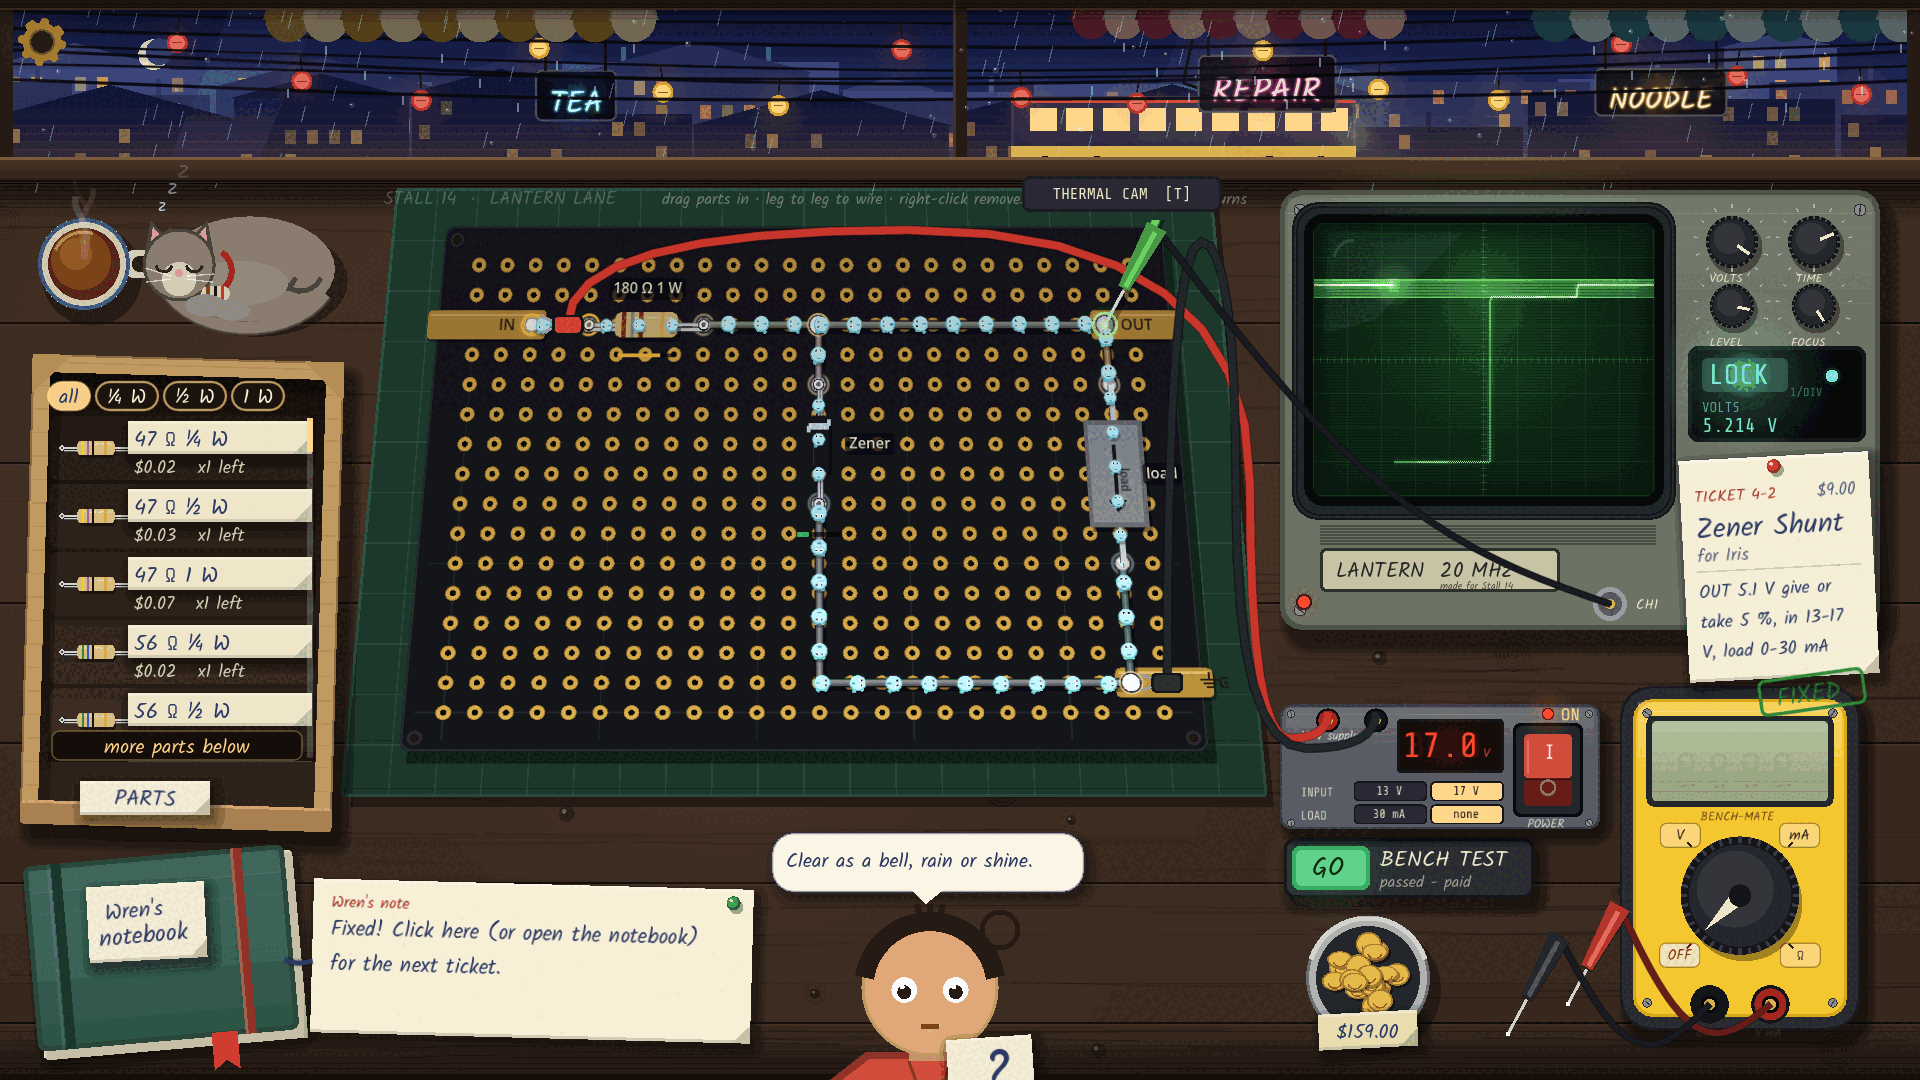 TEA
REPAIR
NOODLE
STALL 14 · LANTERN LANE
drag parts in · leg to leg to wire · right-click remove
THERMAL CAM [T]
180 Ω 1 W
IN
OUT
Zener
load
load
G
all
¼ W
½ W
1 W
47 Ω ¼ W
$0.02 x1 left
47 Ω ½ W
$0.03 x1 left
47 Ω 1 W
$0.07 x1 left
56 Ω ¼ W
$0.02 x1 left
56 Ω ½ W
more parts below
PARTS
VOLTS
TIME
LEVEL
FOCUS
LOCK
1/DIV
VOLTS
5.214 V
LANTERN 20 MHz
made for Stall 14
CH1
TICKET 4-2 $9.00
Zener Shunt
for Iris
OUT 5.1 V give or
take 5 %, in 13-17
V, load 0-30 mA
FIXED
ON
supply
17.0 V
I
INPUT 13 V 17 V
LOAD 30 mA none
POWER
GO
BENCH TEST
passed - paid
BENCH-MATE
V
mA
OFF
Ω
$159.00
Clear as a bell, rain or shine.
?
Wren's
notebook
Wren's note
Fixed! Click here (or open the notebook)
for the next ticket.
z
z
z